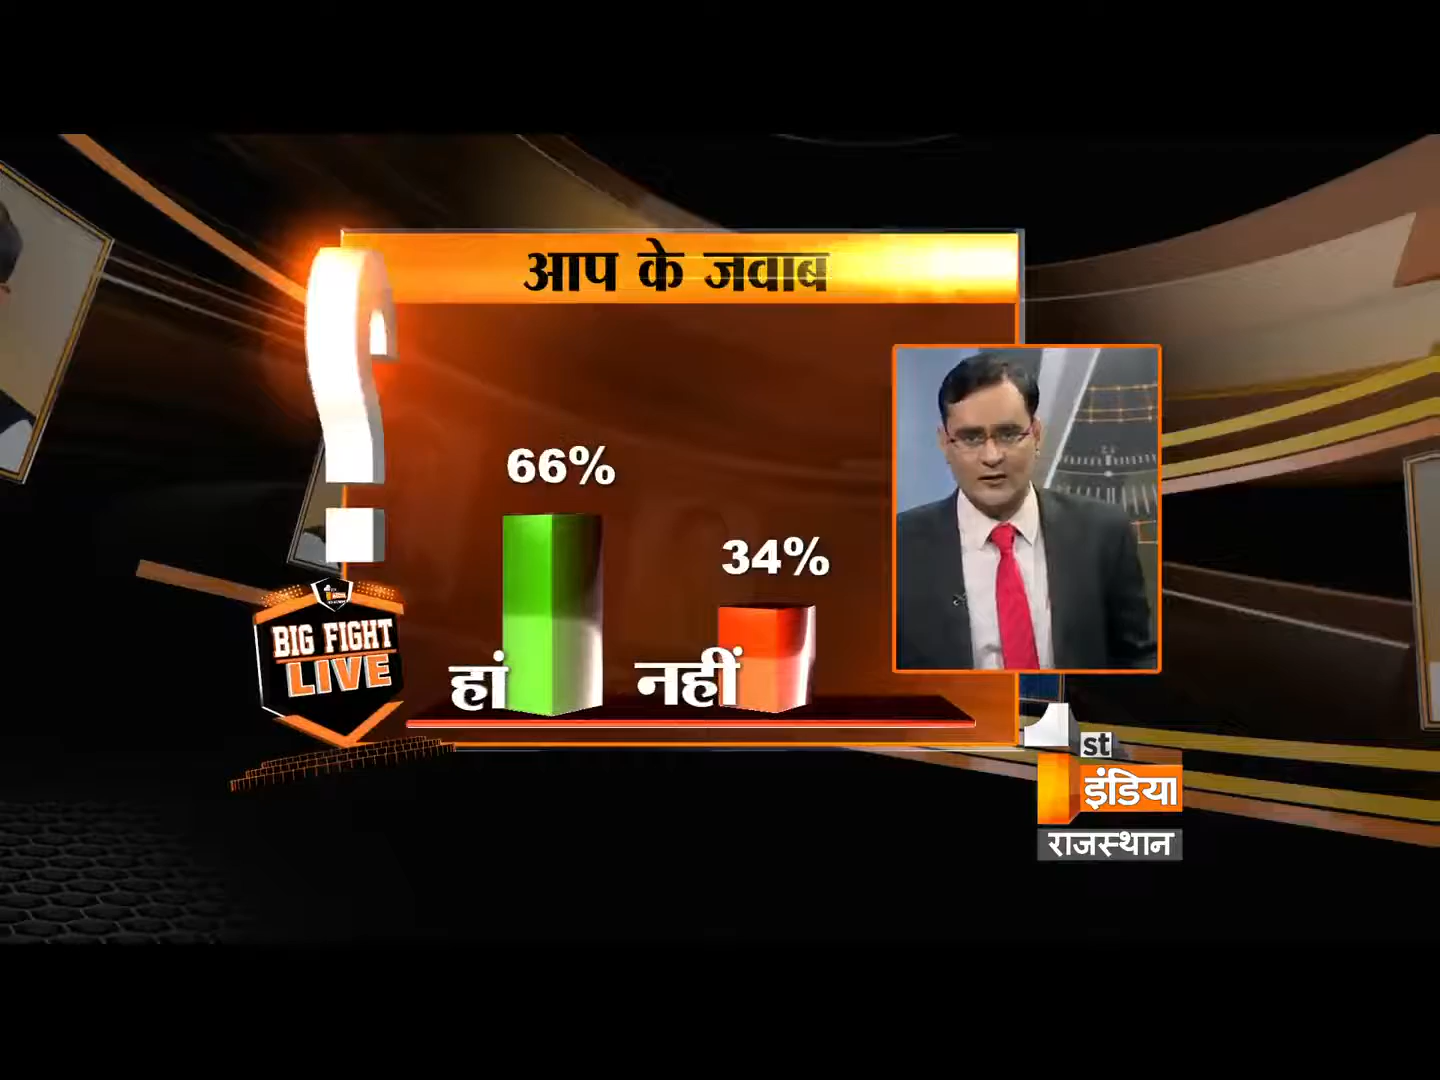 आप के जवाब
66%
34%
हां
नहीं
BIG FIGHT
LIVE
1st
इंडिया
राजस्थान